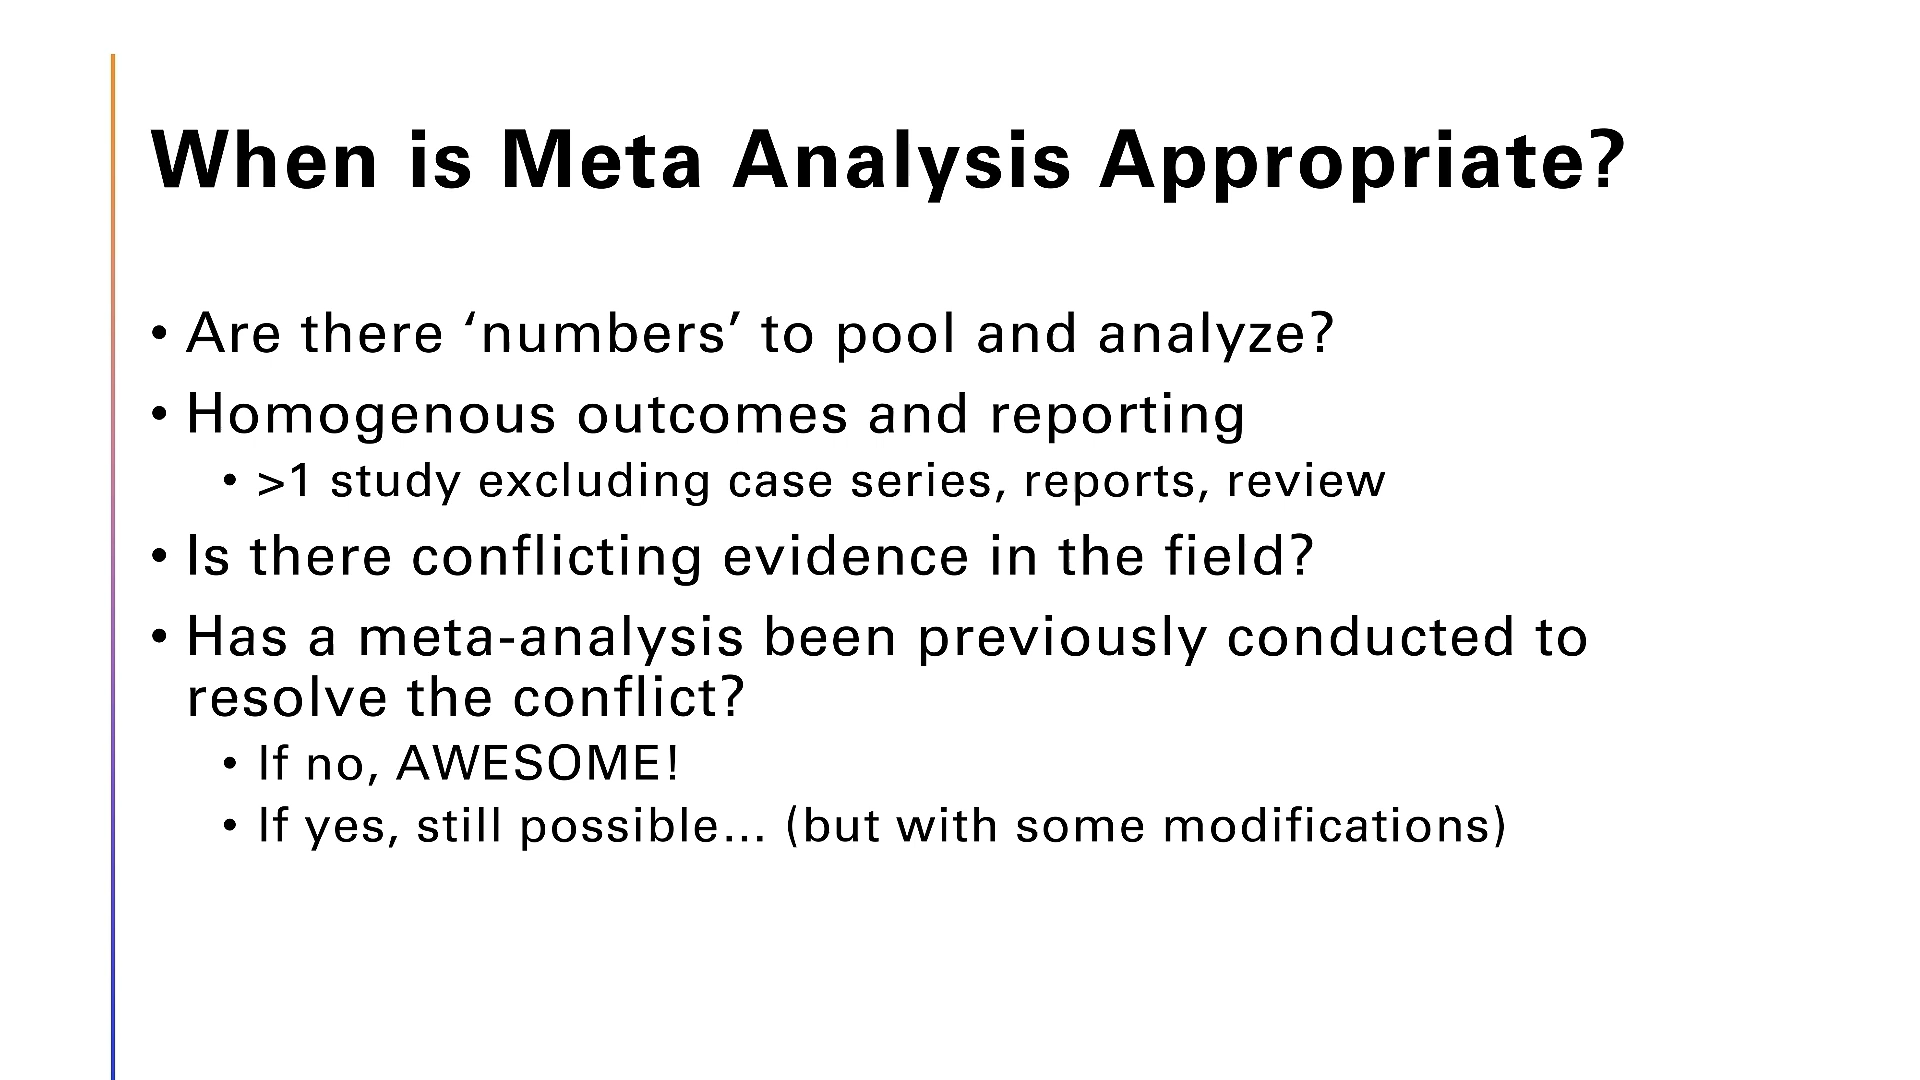 When is Meta Analysis Appropriate?
• Are there ‘numbers’ to pool and analyze?
• Homogenous outcomes and reporting
• >1 study excluding case series, reports, review
• Is there conflicting evidence in the field?
• Has a meta-analysis been previously conducted to
resolve the conflict?
• If no, AWESOME!
• If yes, still possible... (but with some modifications)